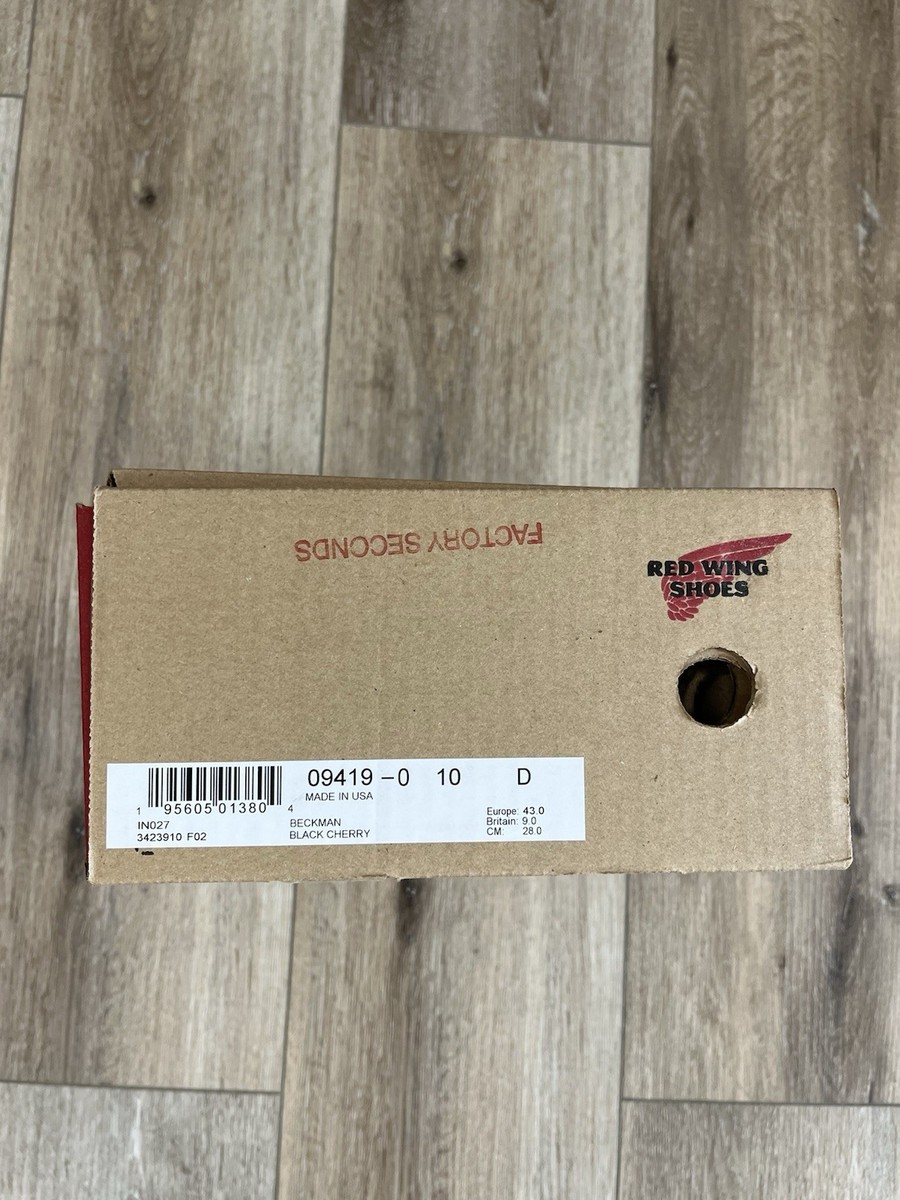 FACTORY SECONDS
RED WING
SHOES
09419 -0 10 D
MADE IN USA
1 95605 01380 4
IN027
3423910 F02
BECKMAN
BLACK CHERRY
Europe: 43.0
Britain: 9.0
CM: 28.0